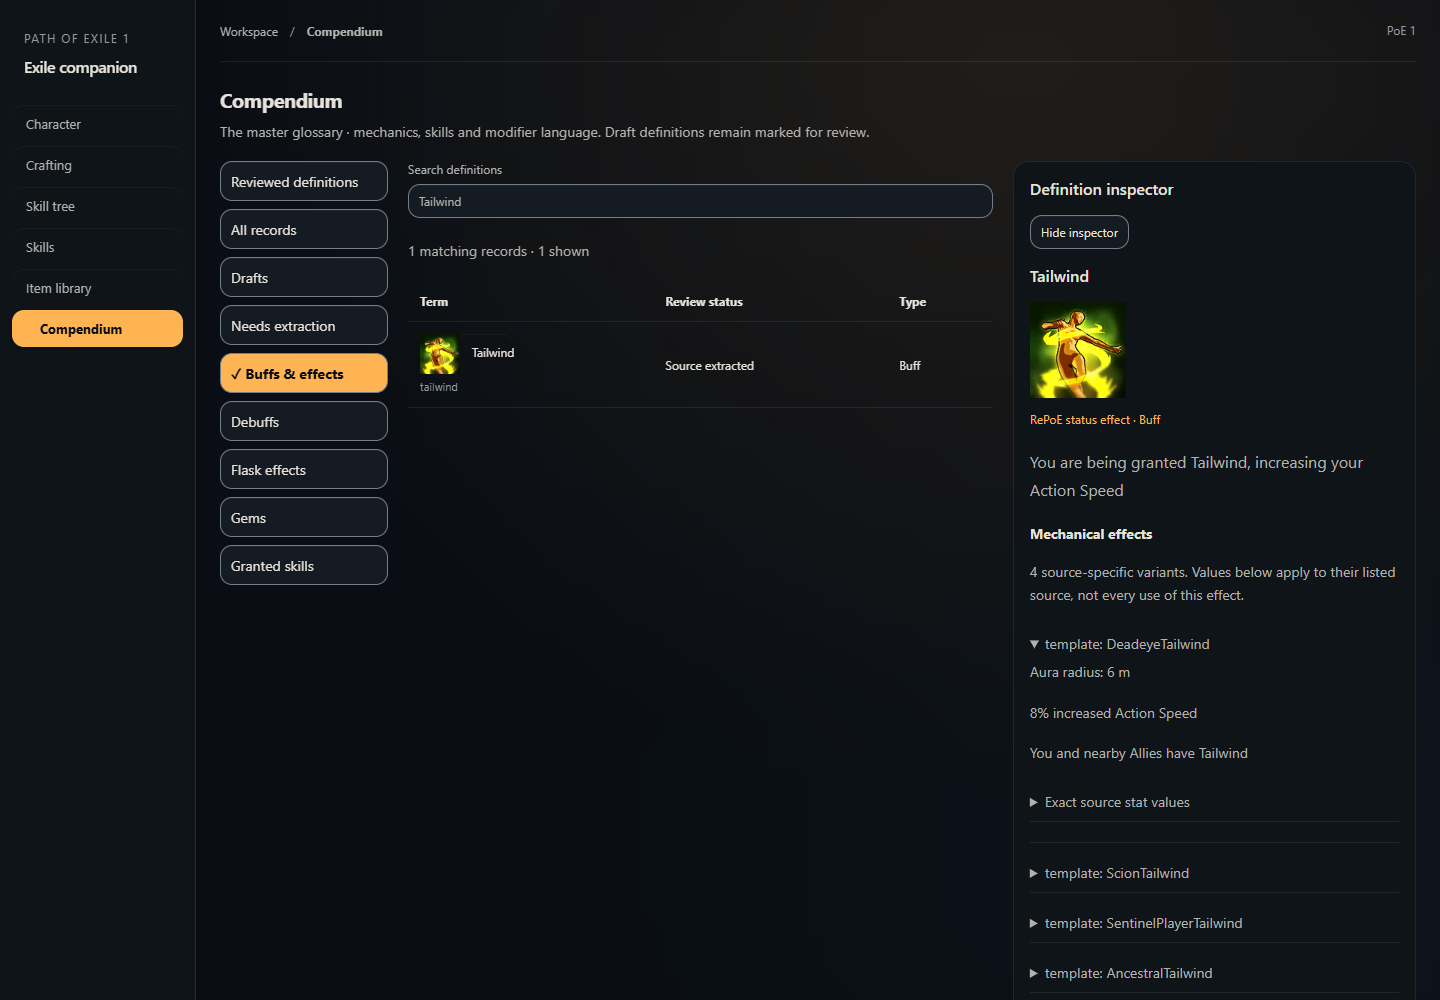 PATH OF EXILE 1
Exile companion
Character
Crafting
Skill tree
Skills
Item library
Compendium
Workspace / Compendium
PoE 1
Compendium
The master glossary · mechanics, skills and modifier language. Draft definitions remain marked for review.
Reviewed definitions
All records
Drafts
Needs extraction
✓ Buffs & effects
Debuffs
Flask effects
Gems
Granted skills
Search definitions
Tailwind
1 matching records · 1 shown
Term Review status Type
Tailwind
tailwind
Source extracted
Buff
Definition inspector
Hide inspector
Tailwind
RePoE status effect · Buff
You are being granted Tailwind, increasing your
Action Speed
Mechanical effects
4 source-specific variants. Values below apply to their listed
source, not every use of this effect.
▼ template: DeadeyeTailwind
Aura radius: 6 m
8% increased Action Speed
You and nearby Allies have Tailwind
▶ Exact source stat values
▶ template: ScionTailwind
▶ template: SentinelPlayerTailwind
▶ template: AncestralTailwind